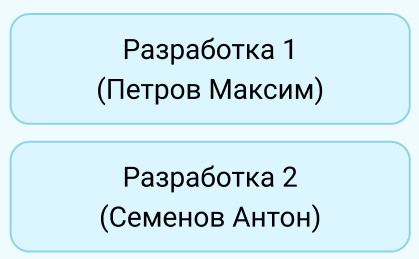 Разработка 1
(Петров Максим)
Разработка 2
(Семенов Антон)